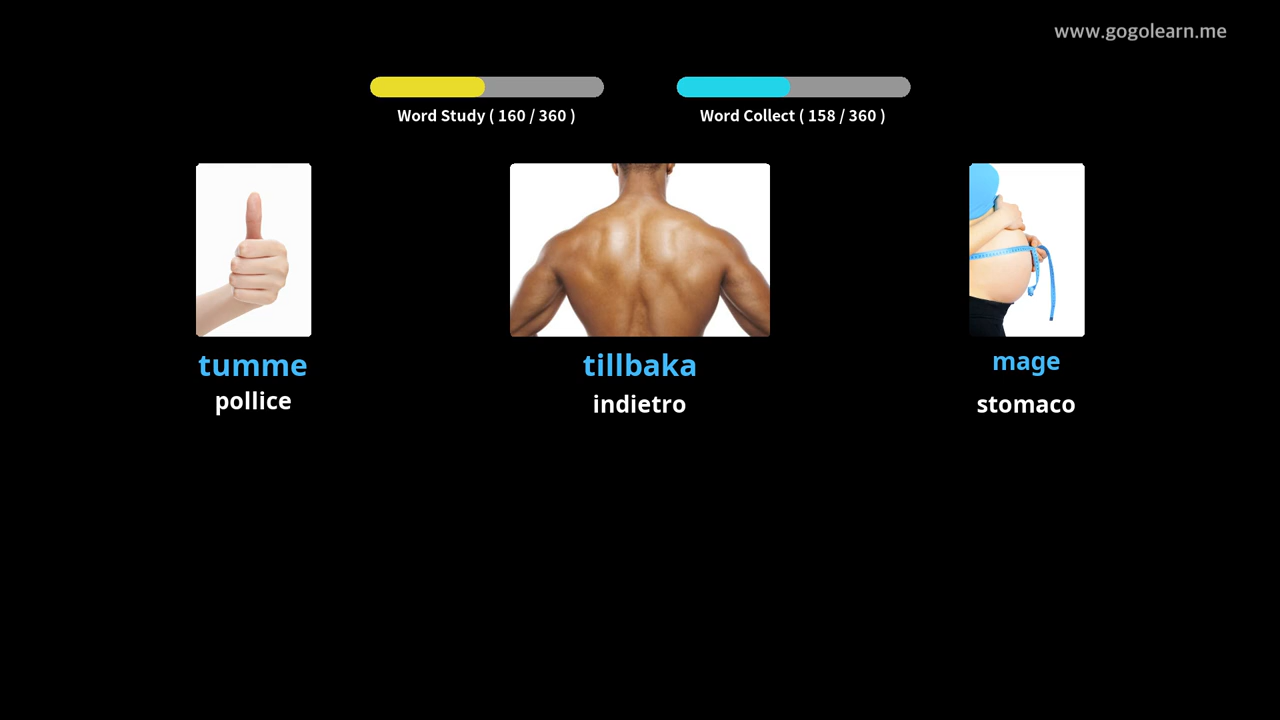 www.gogolearn.me
Word Study ( 160 / 360 )
Word Collect ( 158 / 360 )
tumme
pollice
tillbaka
indietro
mage
stomaco